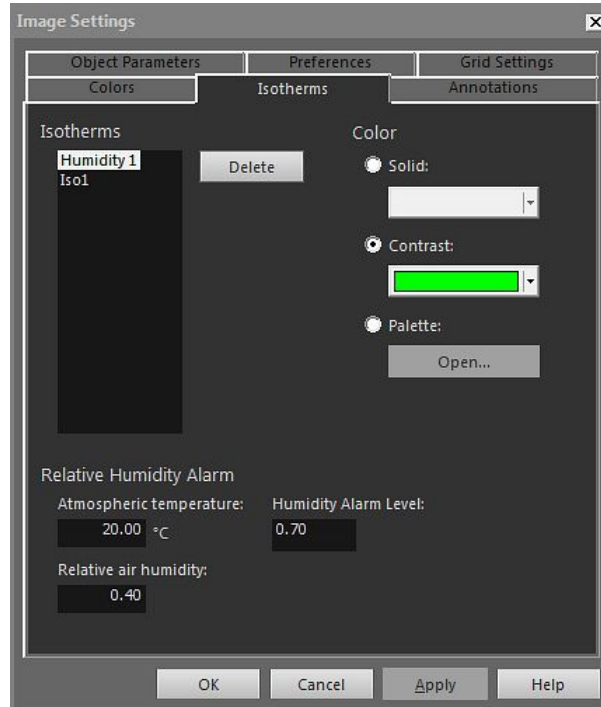 Image Settings
Object Parameters Preferences Grid Settings
Colors Isotherms Annotations
Isotherms Color
Humidity 1
Iso1
Delete
Solid:
Contrast:
Palette:
Open...
Relative Humidity Alarm
Atmospheric temperature: Humidity Alarm Level:
20.00 °C 0.70
Relative air humidity:
0.40
OK Cancel Apply Help